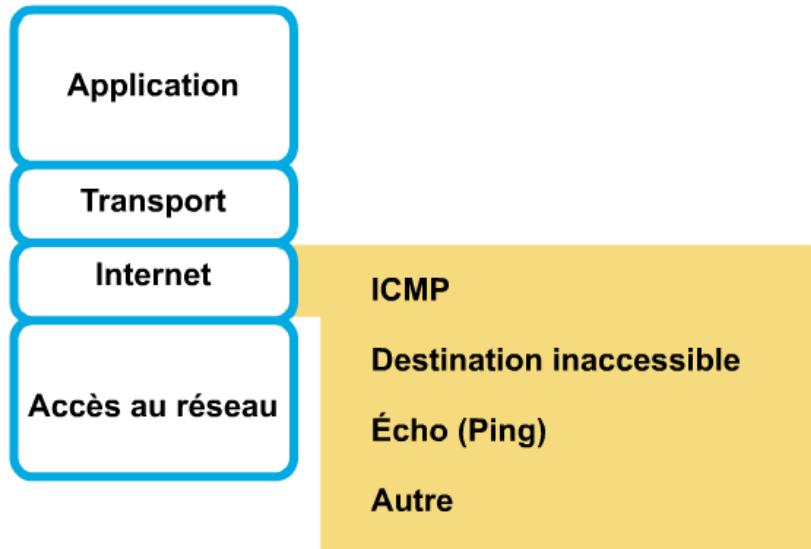 Application
Transport
Internet
Accès au réseau
ICMP
Destination inaccessible
Écho (Ping)
Autre